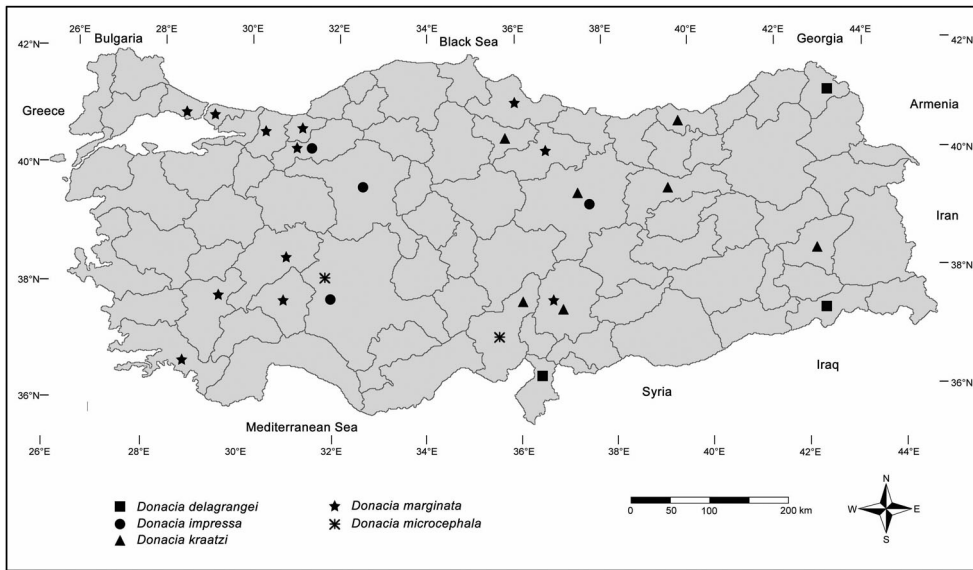 26°E 28°E 30°E 32°E 34°E 36°E 38°E 40°E 42°E 44°E
Bulgaria Black Sea Georgia
42°N 42°N
Greece Armenia
40°N 40°N
Iran
38°N 38°N
Iraq
Syria
36°N 36°N
Mediterranean Sea
26°E 28°E 30°E 32°E 34°E 36°E 38°E 40°E 42°E 44°E
Donacia delagrangei
Donacia impressa
Donacia kraatzi
Donacia marginata
Donacia microcephala
0 50 100 200 km
N
W E
S